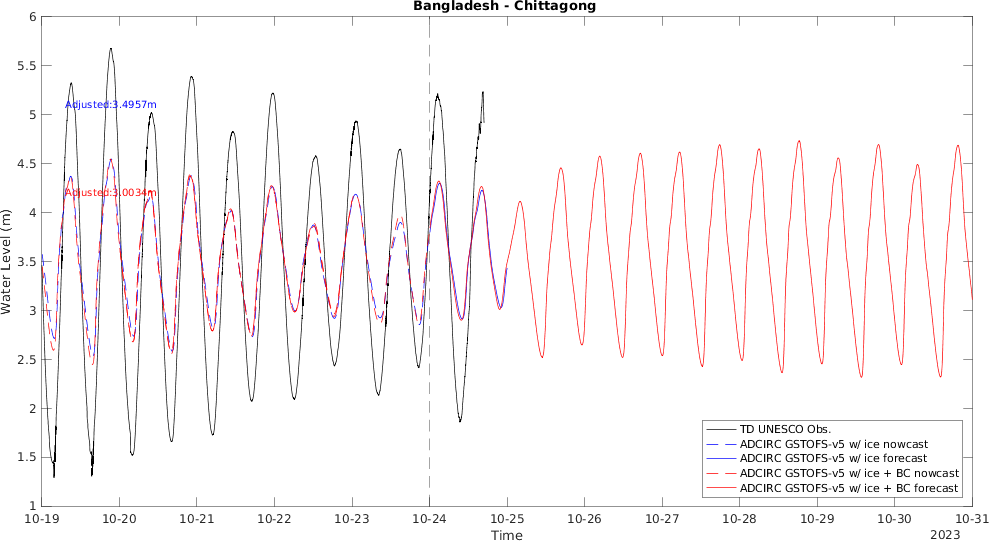 Bangladesh - Chittagong
6
5.5
5
4.5
4
3.5
3
2.5
2
1.5
1
Water Level (m)
Adjusted:3.4957m
Adjusted:3.0034m
TD UNESCO Obs.
ADCIRC GSTOFS-v5 w/ ice nowcast
ADCIRC GSTOFS-v5 w/ ice forecast
ADCIRC GSTOFS-v5 w/ ice + BC nowcast
ADCIRC GSTOFS-v5 w/ ice + BC forecast
10-19 10-20 10-21 10-22 10-23 10-24 10-25 10-26 10-27 10-28 10-29 10-30 10-31
Time
2023